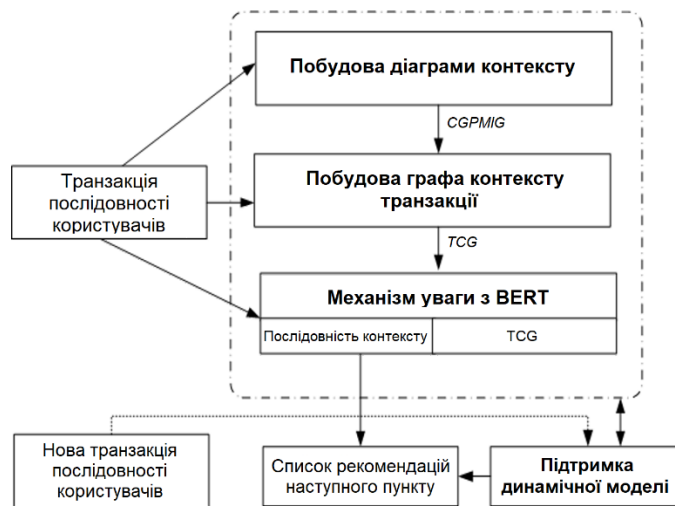 Побудова діаграми контексту
CGPMIG
Транзакція
послідовності
користувачів
Побудова графа контексту
транзакції
TCG
Механізм уваги з BERT
Послідовність контексту
TCG
Нова транзакція
послідовності
користувачів
Список рекомендацій
наступного пункту
Підтримка
динамічної моделі